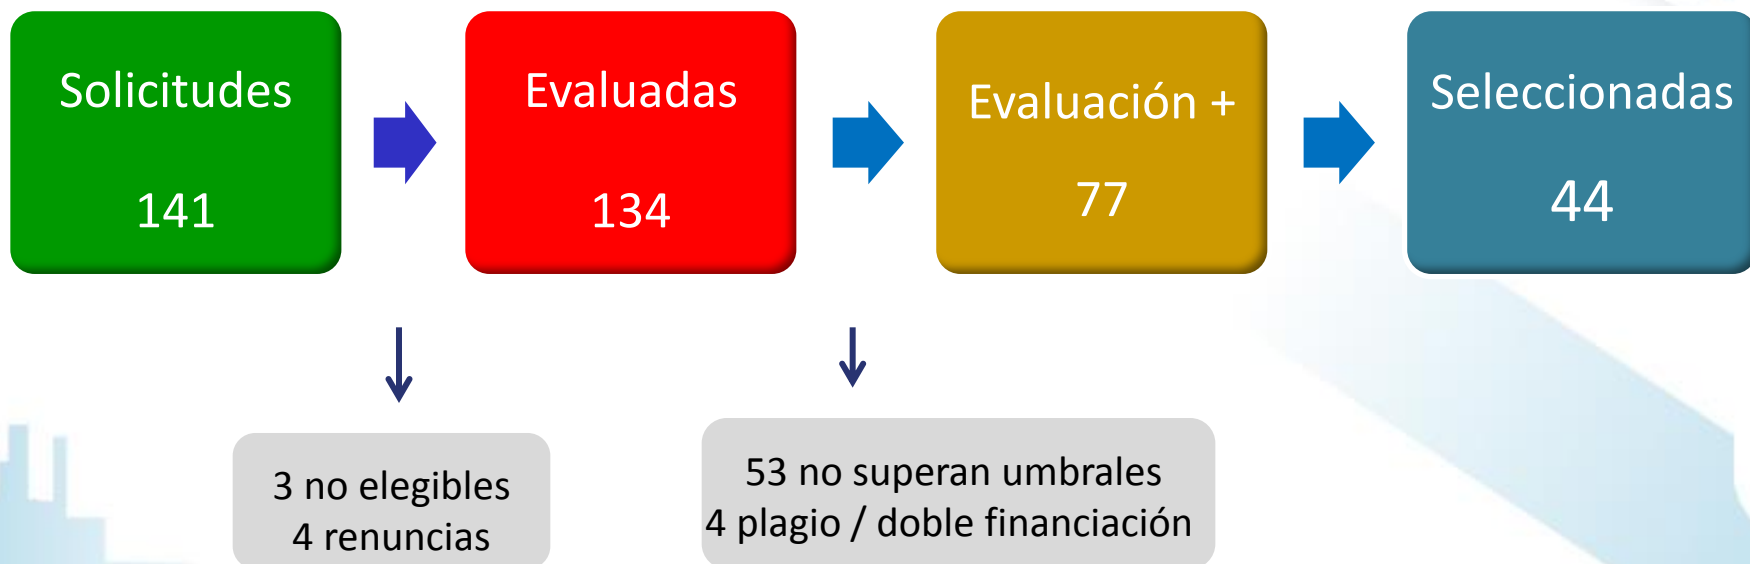 Solicitudes
141
Evaluadas
134
Evaluación +
77
Seleccionadas
44
3 no elegibles
4 renuncias
53 no superan umbrales
4 plagio / doble financiación